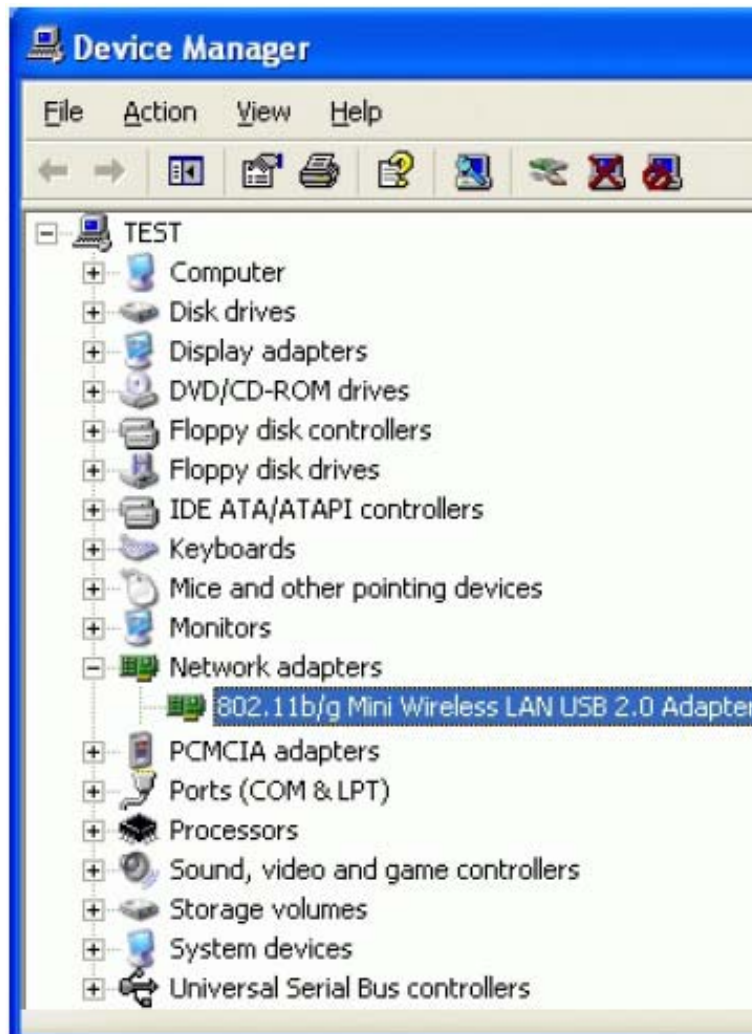 Device Manager
File Action View Help
TEST
Computer
Disk drives
Display adapters
DVD/CD-ROM drives
Floppy disk controllers
Floppy disk drives
IDE ATA/ATAPI controllers
Keyboards
Mice and other pointing devices
Monitors
Network adapters
802.11b/g Mini Wireless LAN USB 2.0 Adapter
PCMCIA adapters
Ports (COM & LPT)
Processors
Sound, video and game controllers
Storage volumes
System devices
Universal Serial Bus controllers